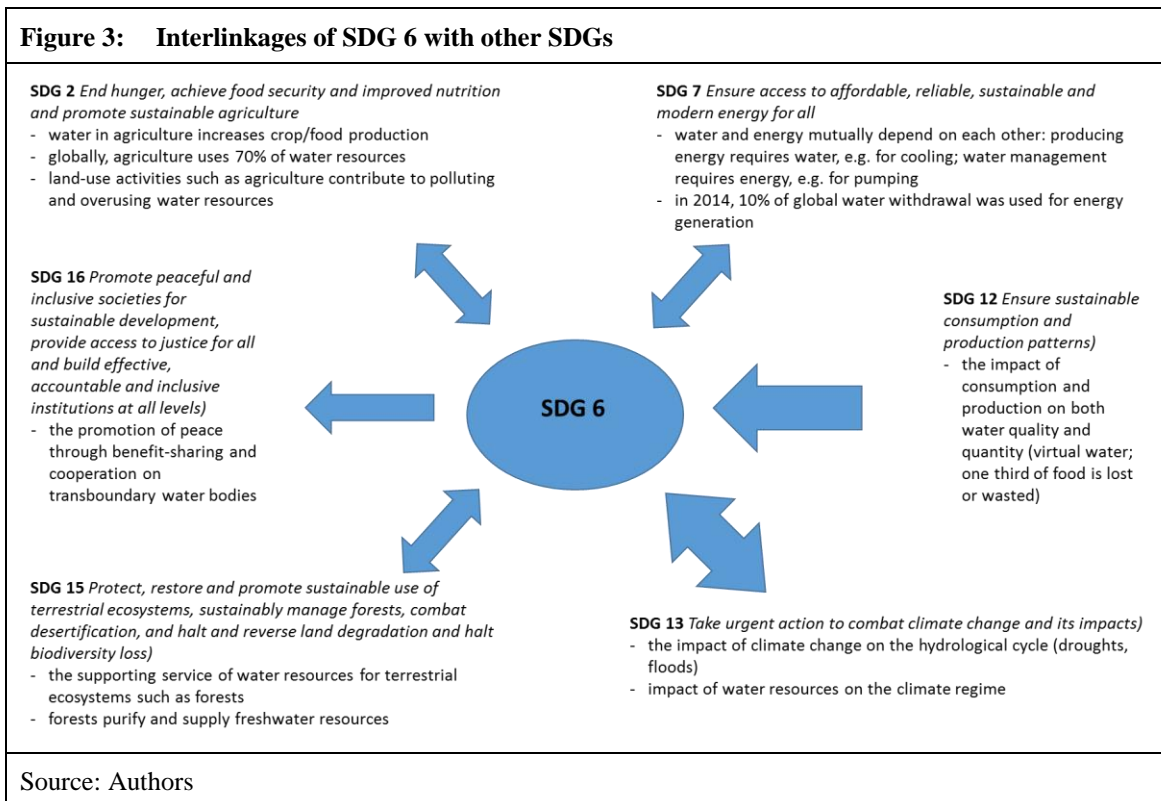 Figure 3: Interlinkages of SDG 6 with other SDGs
SDG 2 End hunger, achieve food security and improved nutrition
and promote sustainable agriculture
- water in agriculture increases crop/food production
- globally, agriculture uses 70% of water resources
- land-use activities such as agriculture contribute to polluting
and overusing water resources
SDG 7 Ensure access to affordable, reliable, sustainable and
modern energy for all
- water and energy mutually depend on each other: producing
energy requires water, e.g. for cooling; water management
requires energy, e.g. for pumping
- in 2014, 10% of global water withdrawal was used for energy
generation
SDG 16 Promote peaceful and
inclusive societies for
sustainable development,
provide access to justice for all
and build effective,
accountable and inclusive
institutions at all levels)
- the promotion of peace
through benefit-sharing and
cooperation on
transboundary water bodies
SDG 6
SDG 12 Ensure sustainable
consumption and
production patterns)
- the impact of
consumption and
production on both
water quality and
quantity (virtual water;
one third of food is lost
or wasted)
SDG 15 Protect, restore and promote sustainable use of
terrestrial ecosystems, sustainably manage forests, combat
desertification, and halt and reverse land degradation and halt
biodiversity loss)
- the supporting service of water resources for terrestrial
ecosystems such as forests
- forests purify and supply freshwater resources
SDG 13 Take urgent action to combat climate change and its impacts)
- the impact of climate change on the hydrological cycle (droughts,
floods)
- impact of water resources on the climate regime
Source: Authors